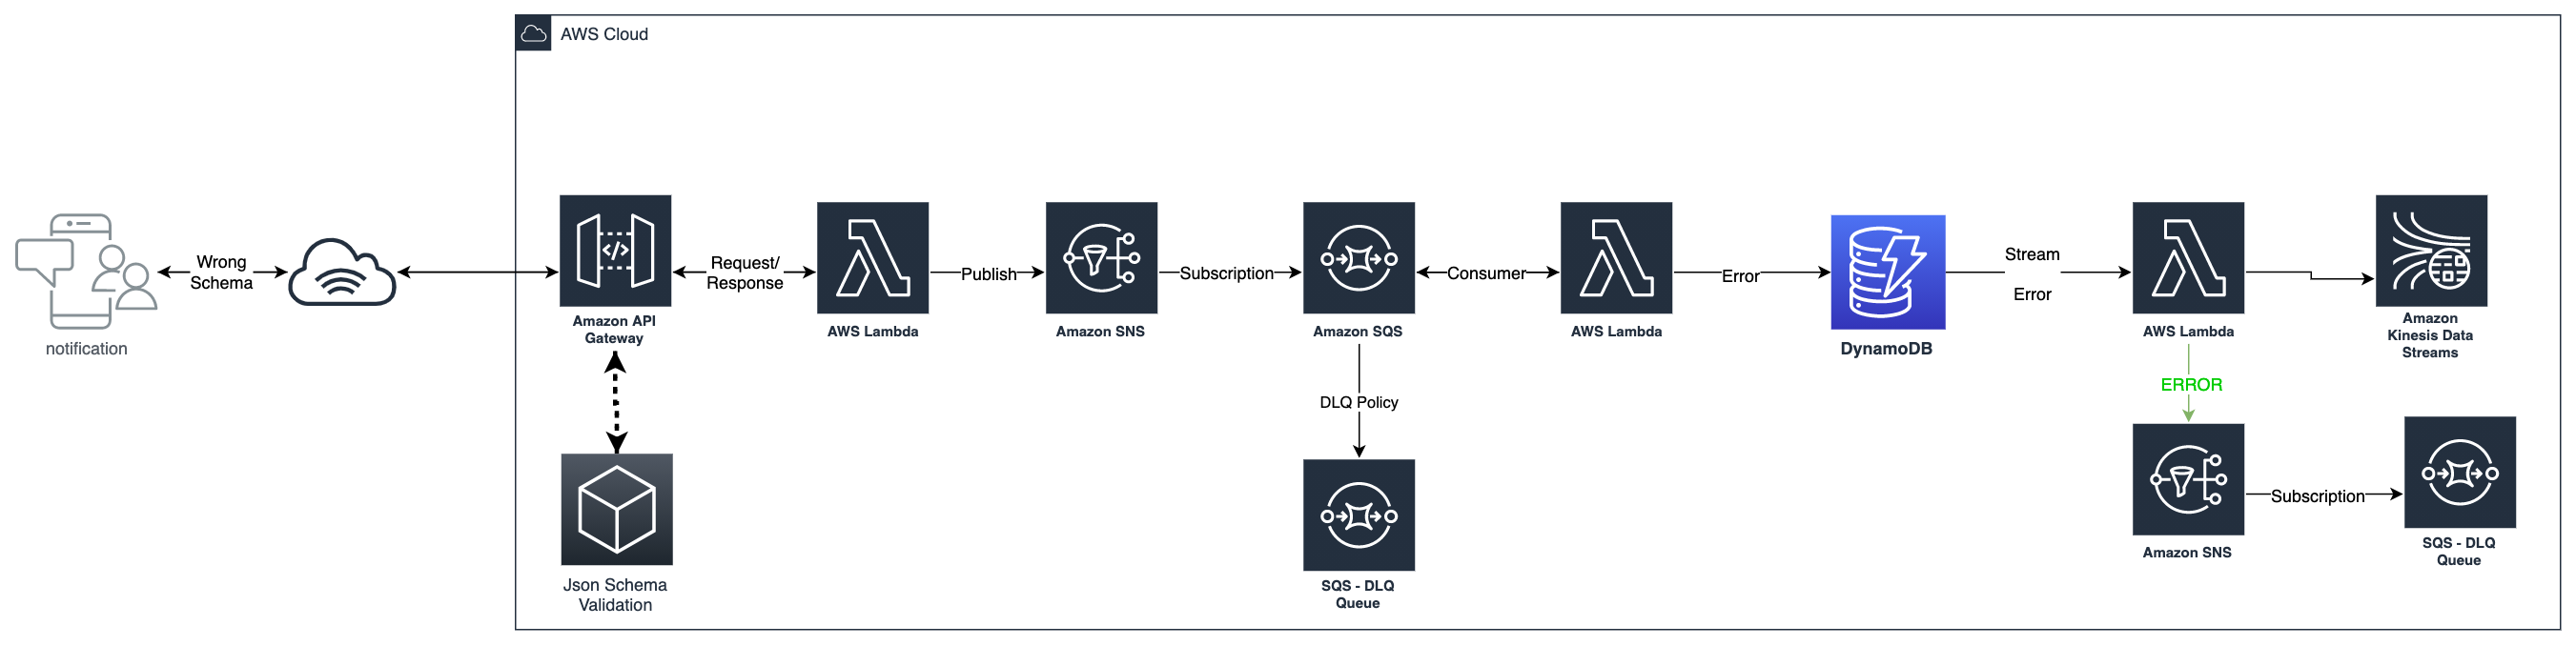 AWS Cloud
Wrong
Schema
notification
Amazon API
Gateway
Request/
Response
AWS Lambda
Publish
Amazon SNS
Subscription
Amazon SQS
Consumer
AWS Lambda
Error
DynamoDB
Stream
Error
AWS Lambda
Amazon
Kinesis Data
Streams
Json Schema
Validation
DLQ Policy
SQS - DLQ
Queue
ERROR
Amazon SNS
Subscription
SQS - DLQ
Queue